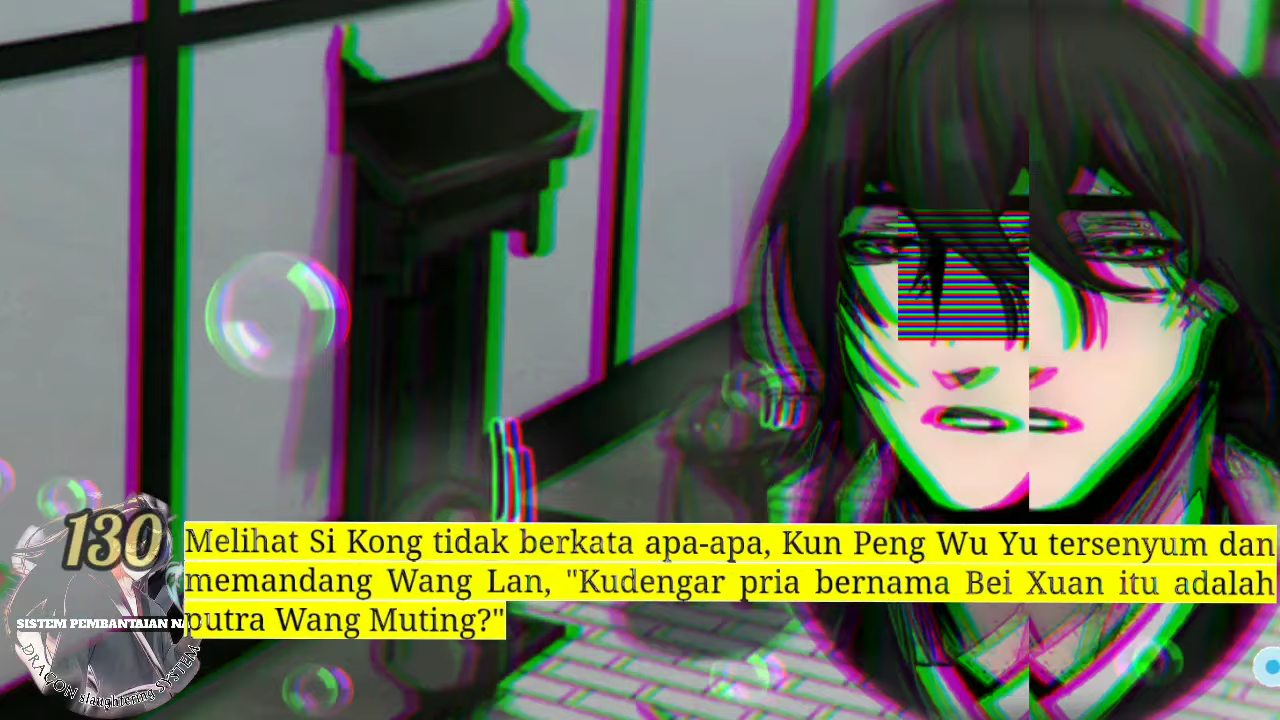 130
Melihat Si Kong tidak berkata apa-apa, Kun Peng Wu Yu tersenyum dan
memandang Wang Lan, "Kudengar pria bernama Bei Xuan itu adalah
putra Wang Muting?"
SISTEM PEMBANTAIAN NA
DRAGON slaughtering SYSTEM